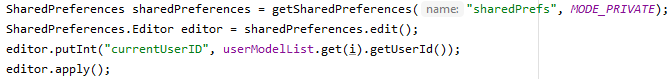 SharedPreferences sharedPreferences = getSharedPreferences( name: "sharedPrefs", MODE_PRIVATE);
SharedPreferences.Editor editor = sharedPreferences.edit();
editor.putInt("currentUserID", userModelList.get(i).getUserId());
editor.apply();